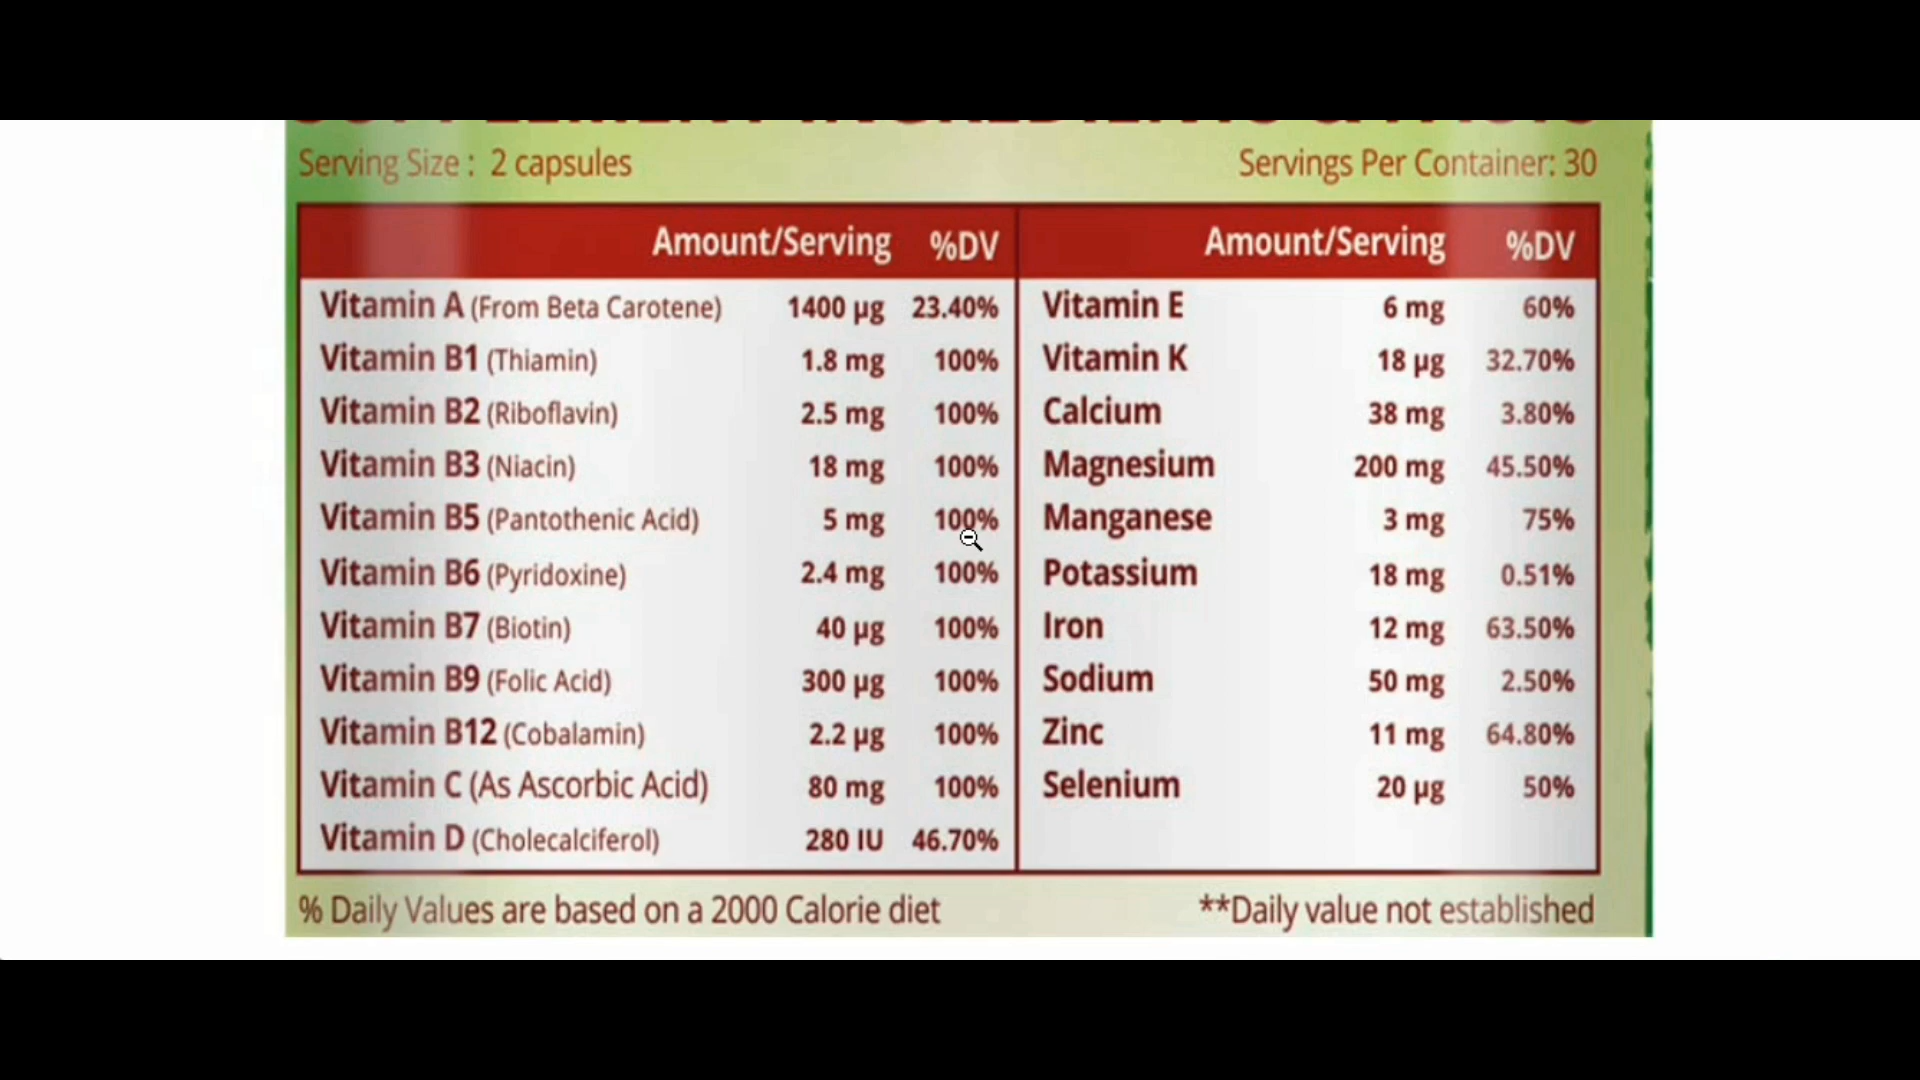 Serving Size : 2 capsules Servings Per Container: 30
Amount/Serving %DV Amount/Serving %DV
Vitamin A (From Beta Carotene) 1400 µg 23.40% Vitamin E 6 mg 60%
Vitamin B1 (Thiamin) 1.8 mg 100% Vitamin K 18 µg 32.70%
Vitamin B2 (Riboflavin) 2.5 mg 100% Calcium 38 mg 3.80%
Vitamin B3 (Niacin) 18 mg 100% Magnesium 200 mg 45.50%
Vitamin B5 (Pantothenic Acid) 5 mg 100% Manganese 3 mg 75%
Vitamin B6 (Pyridoxine) 2.4 mg 100% Potassium 18 mg 0.51%
Vitamin B7 (Biotin) 40 µg 100% Iron 12 mg 63.50%
Vitamin B9 (Folic Acid) 300 µg 100% Sodium 50 mg 2.50%
Vitamin B12 (Cobalamin) 2.2 µg 100% Zinc 11 mg 64.80%
Vitamin C (As Ascorbic Acid) 80 mg 100% Selenium 20 µg 50%
Vitamin D (Cholecalciferol) 280 IU 46.70%
% Daily Values are based on a 2000 Calorie diet **Daily value not established